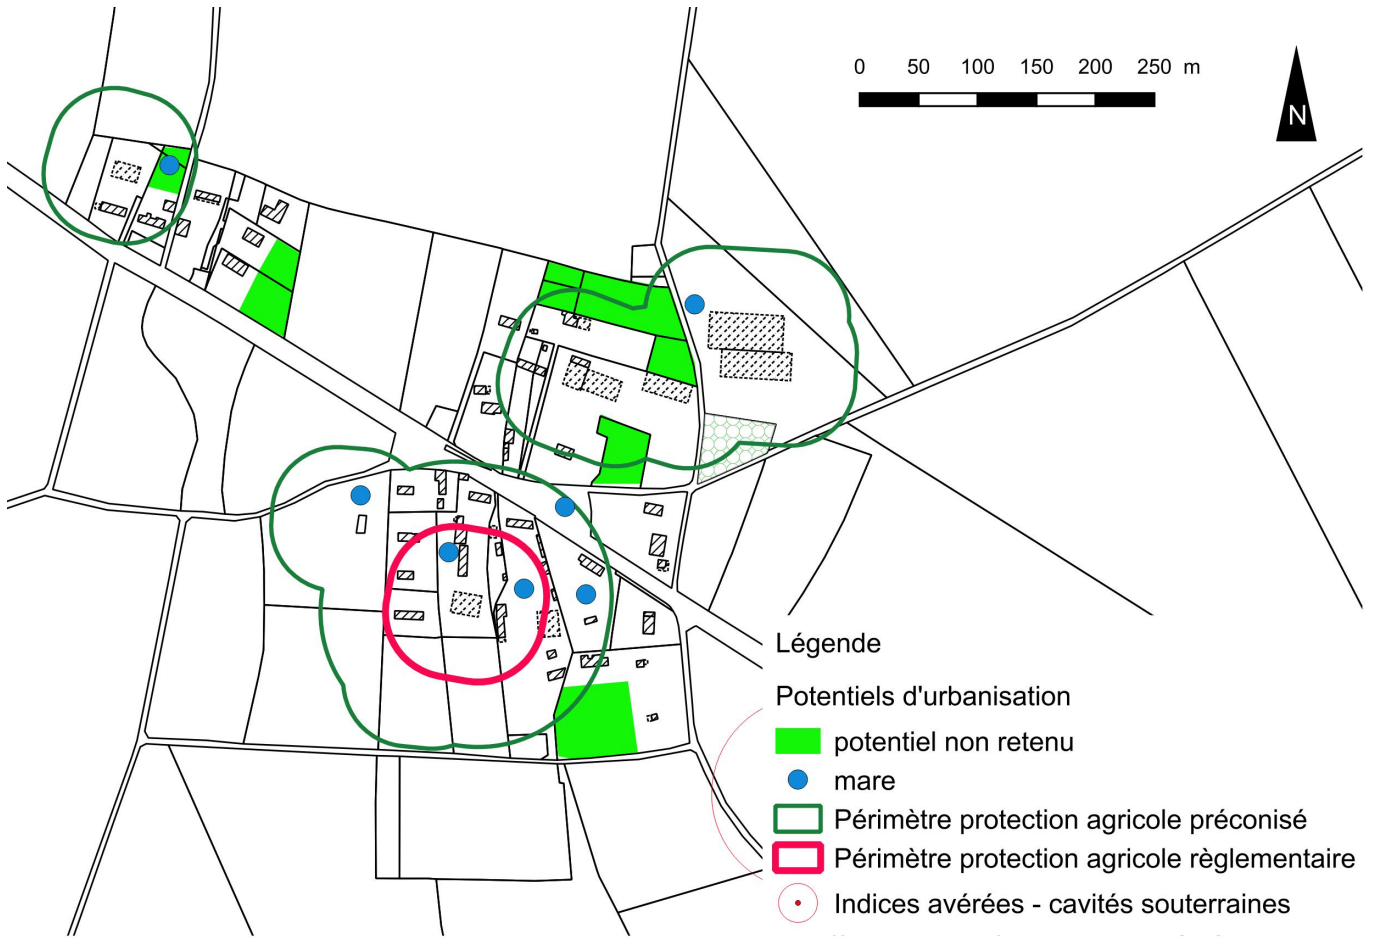 0 50 100 150 200 250 m
N
Légende
Potentiels d'urbanisation
potentiel non retenu
mare
Périmètre protection agricole préconisé
Périmètre protection agricole règlementaire
Indices avérées - cavités souterraines